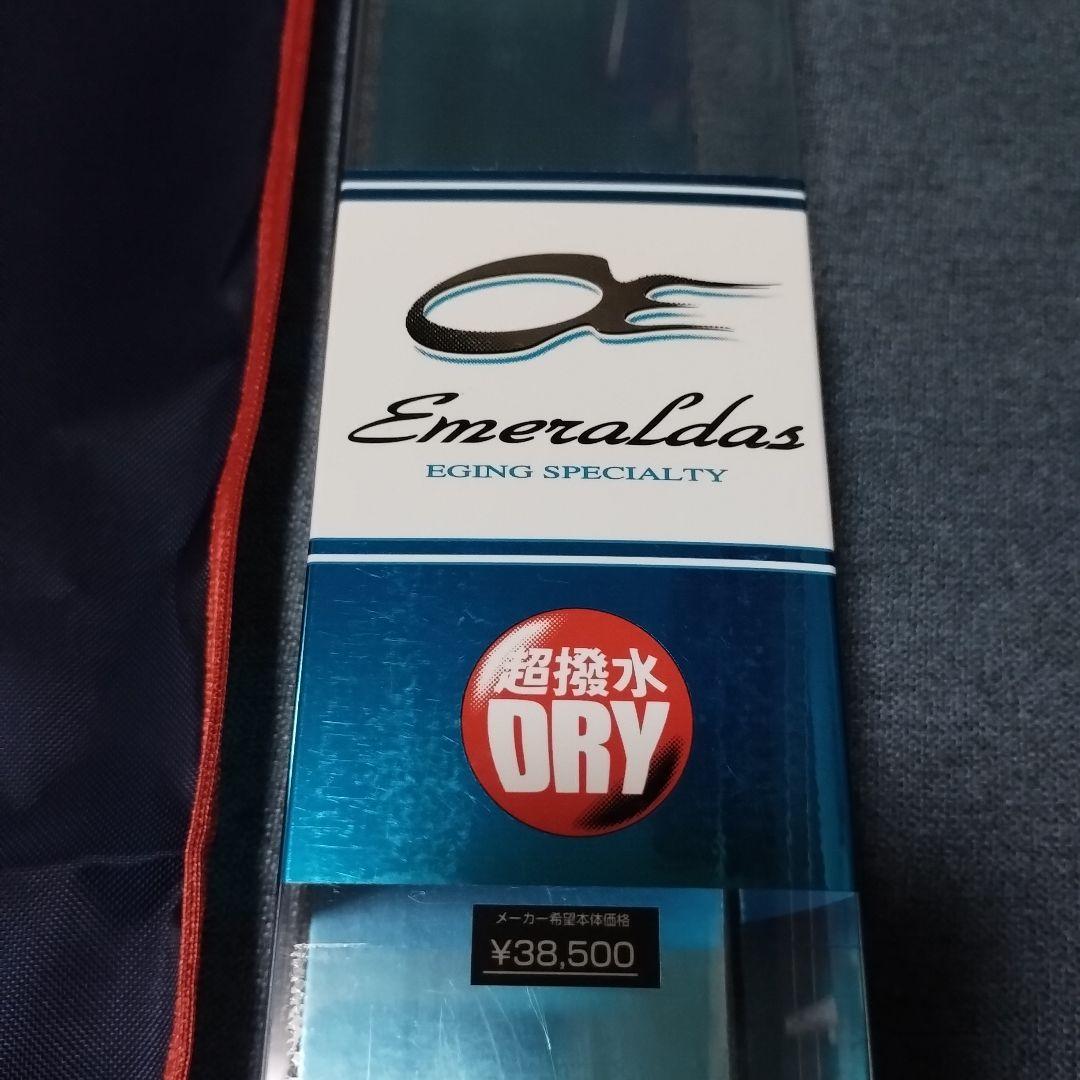 Emeraldas
EGING SPECIALTY
超撥水
DRY
メーカー希望本体価格
¥38,500